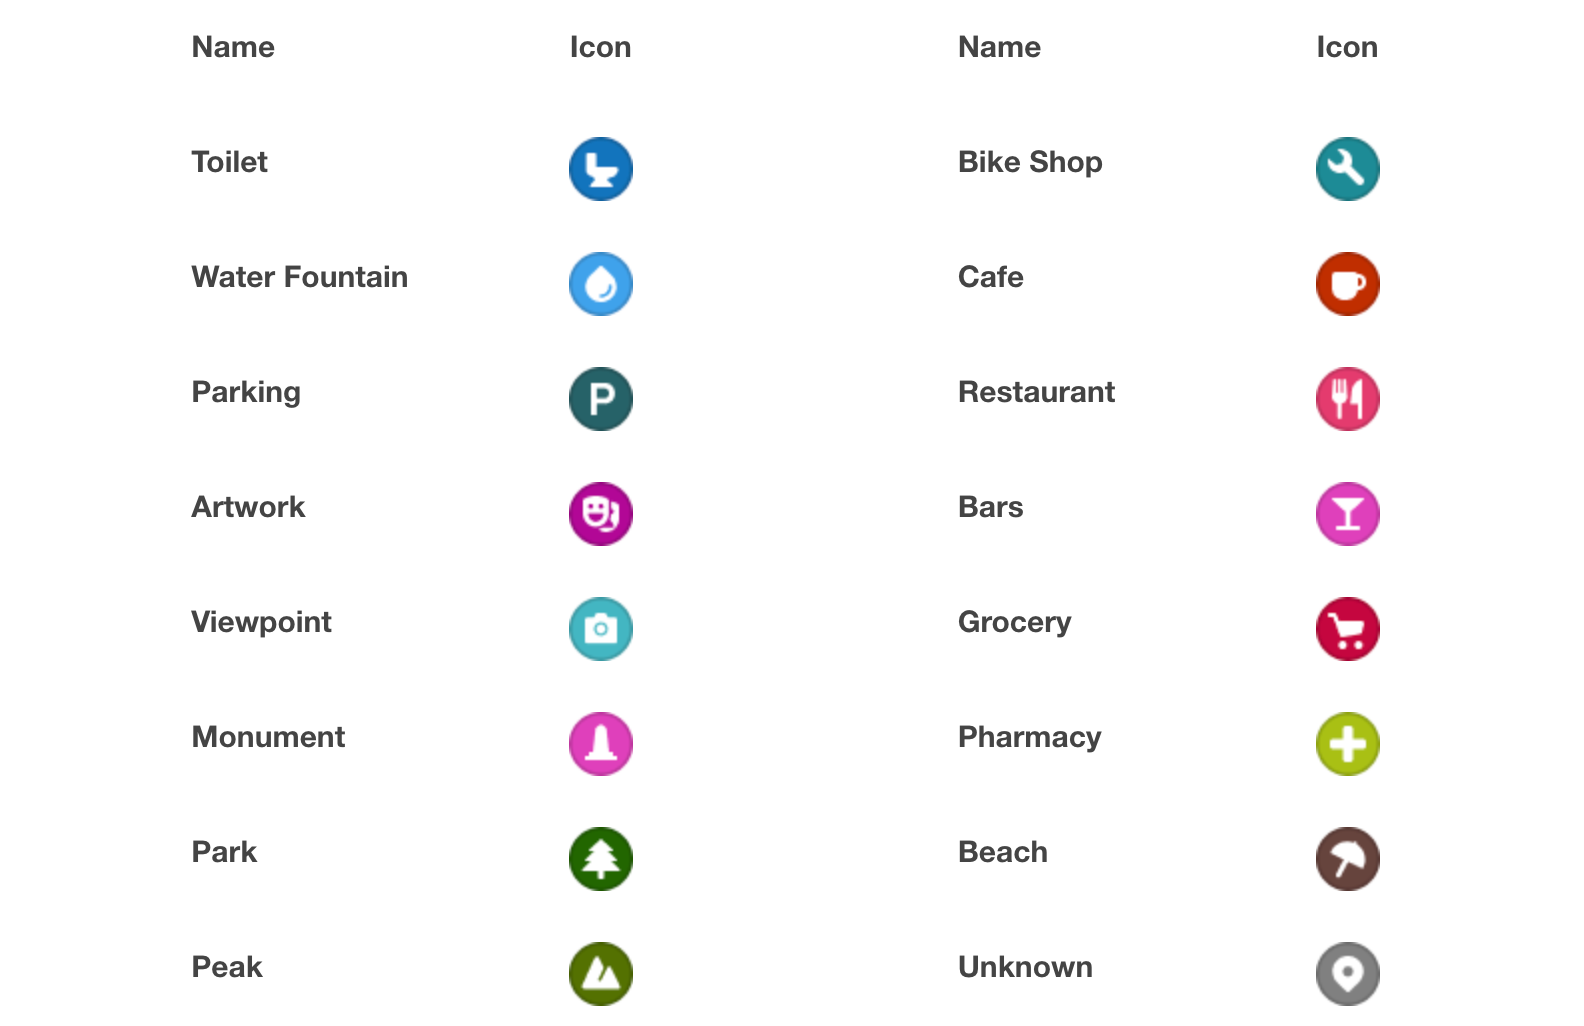 Name Icon Name Icon
Toilet Bike Shop
Water Fountain Cafe
Parking P Restaurant
Artwork Bars
Viewpoint Grocery
Monument Pharmacy
Park Beach
Peak Unknown